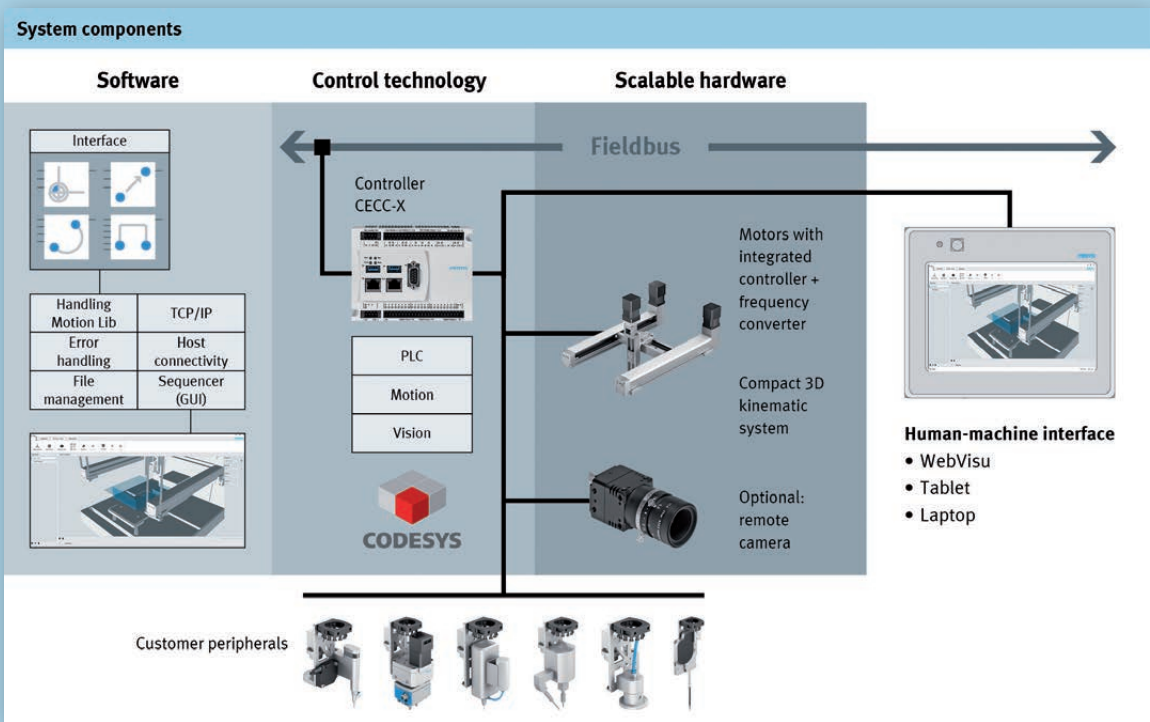 System components
Software
Control technology
Scalable hardware
Interface
Handling
Motion Lib
TCP/IP
Error
handling
Host
connectivity
File
management
Sequencer
(GUI)
Fieldbus
Controller
CECC-X
PLC
Motion
Vision
CODESYS
Motors with
integrated
controller +
frequency
converter
Compact 3D
kinematic
system
Optional:
remote
camera
Human-machine interface
• WebVisu
• Tablet
• Laptop
Customer peripherals